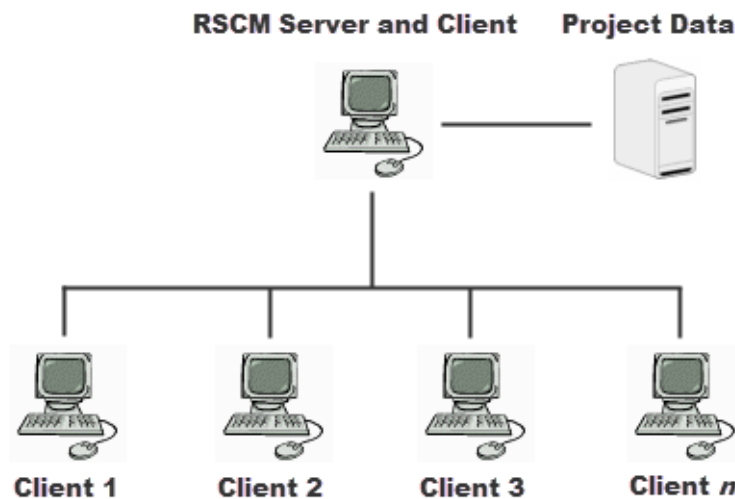 RSCM Server and Client
Project Data
Client 1
Client 2
Client 3
Client n